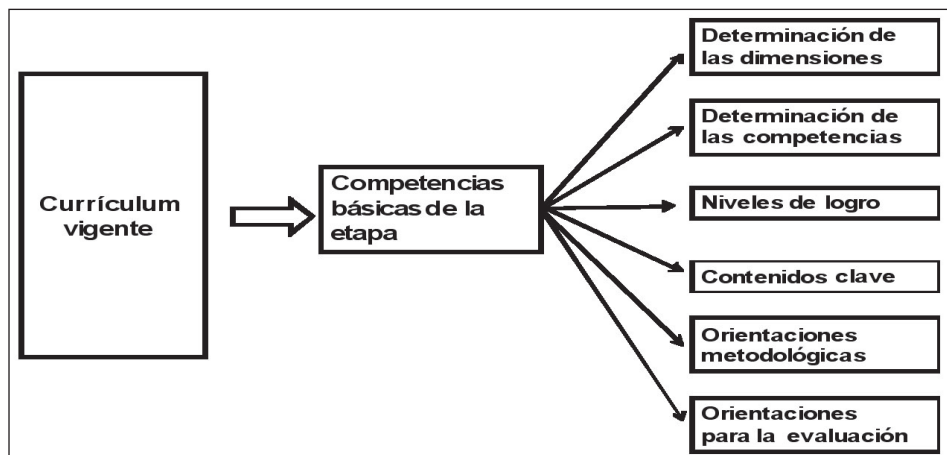 Currículum
vigente
Competencias
básicas de la
etapa
Determinación de
las dimensiones
Determinación de
las competencias
Niveles de logro
Contenidos clave
Orientaciones
metodológicas
Orientaciones
para la evaluación